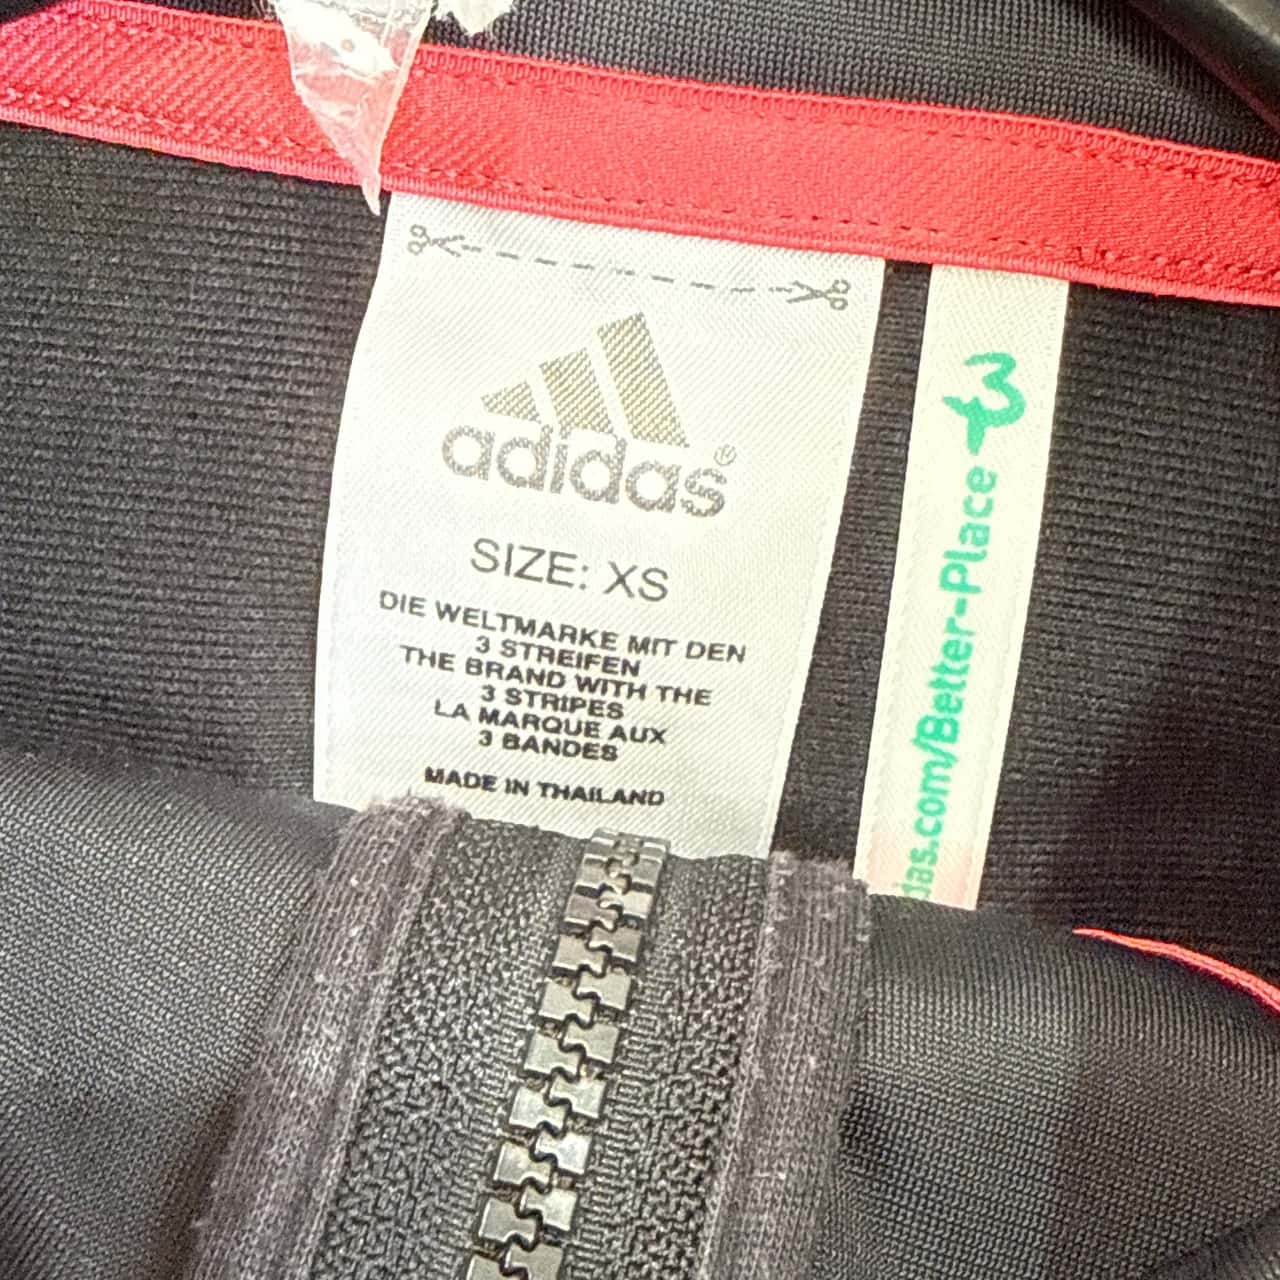 adidas®
SIZE: XS
DIE WELTMARKE MIT DEN
3 STREIFEN
THE BRAND WITH THE
3 STRIPES
LA MARQUE AUX
3 BANDES
MADE IN THAILAND
das.com/Better-Place